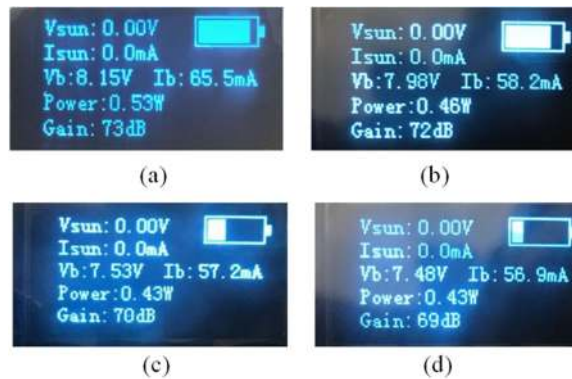 Vsun: 0.00V
Isun: 0.0mA
Vb: 8.15V Ib: 65.5mA
Power: 0.53W
Gain: 73dB
(a)
Vsun: 0.00V
Isun: 0.0mA
Vb: 7.98V Ib: 58.2mA
Power: 0.46W
Gain: 72dB
(b)
Vsun: 0.00V
Isun: 0.0mA
Vb: 7.53V Ib: 57.2mA
Power: 0.43W
Gain: 70dB
(c)
Vsun: 0.00V
Isun: 0.0mA
Vb: 7.48V Ib: 56.9mA
Power: 0.43W
Gain: 69dB
(d)